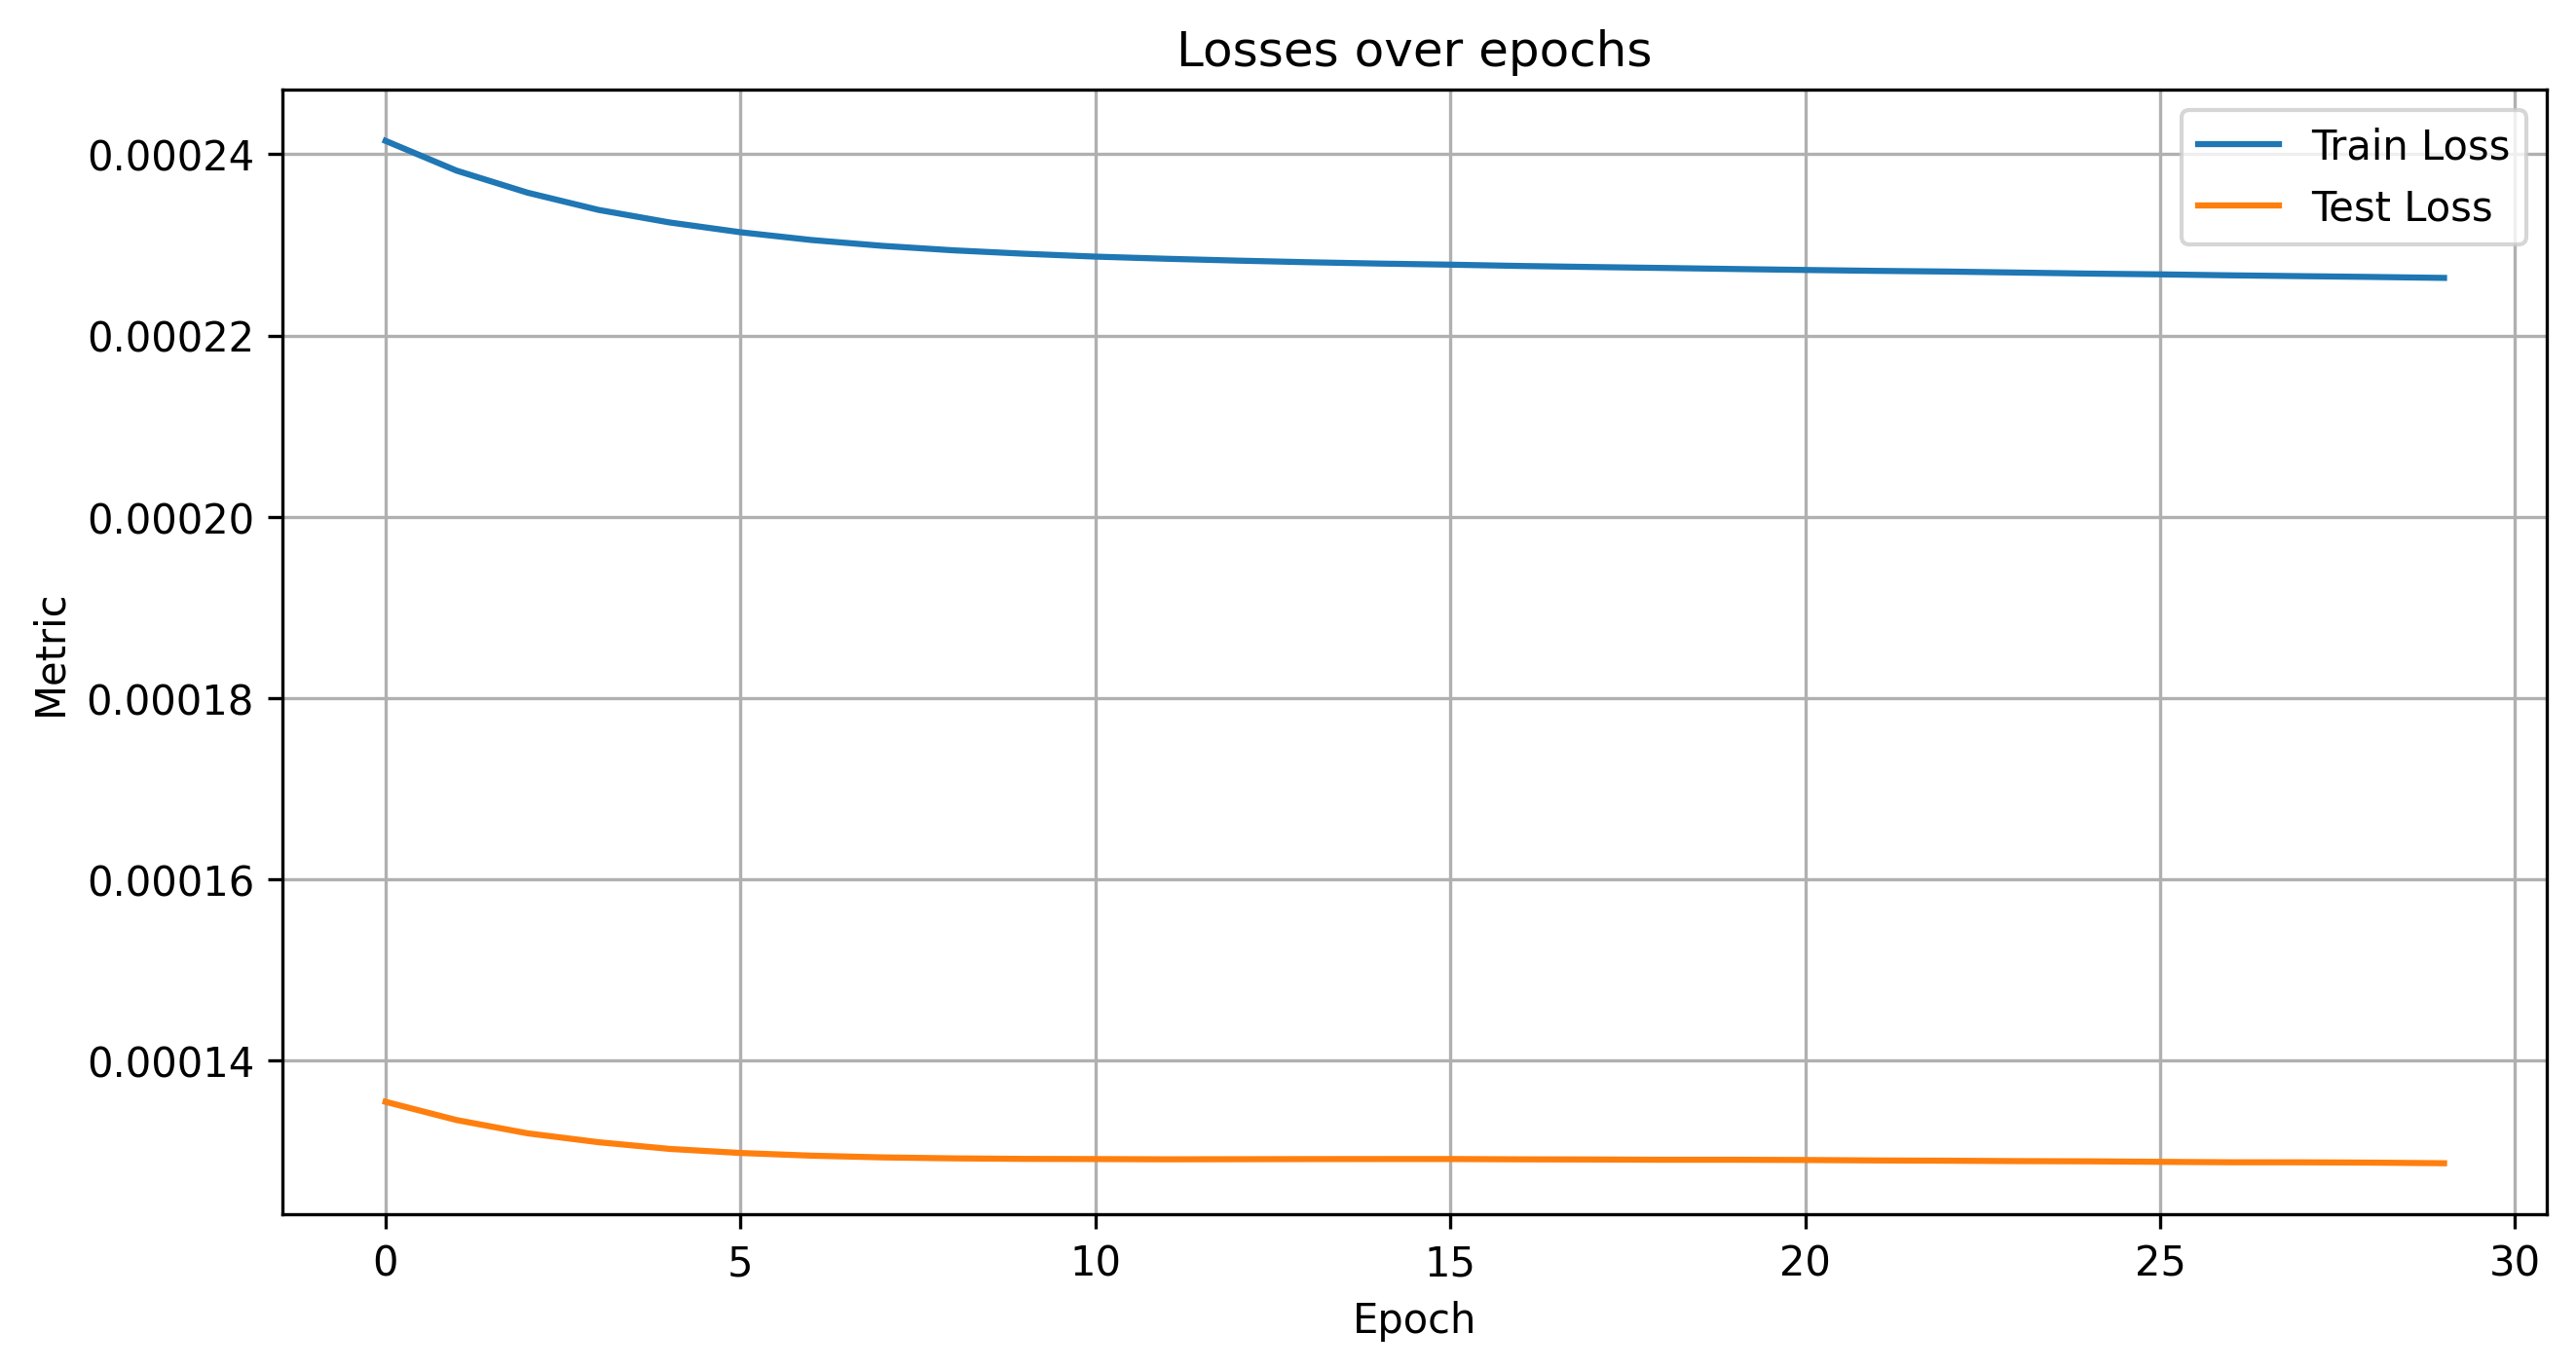 Losses over epochs
Train Loss
Test Loss
0.00024
0.00022
0.00020
0.00018
0.00016
0.00014
Metric
0 5 10 15 20 25 30
Epoch